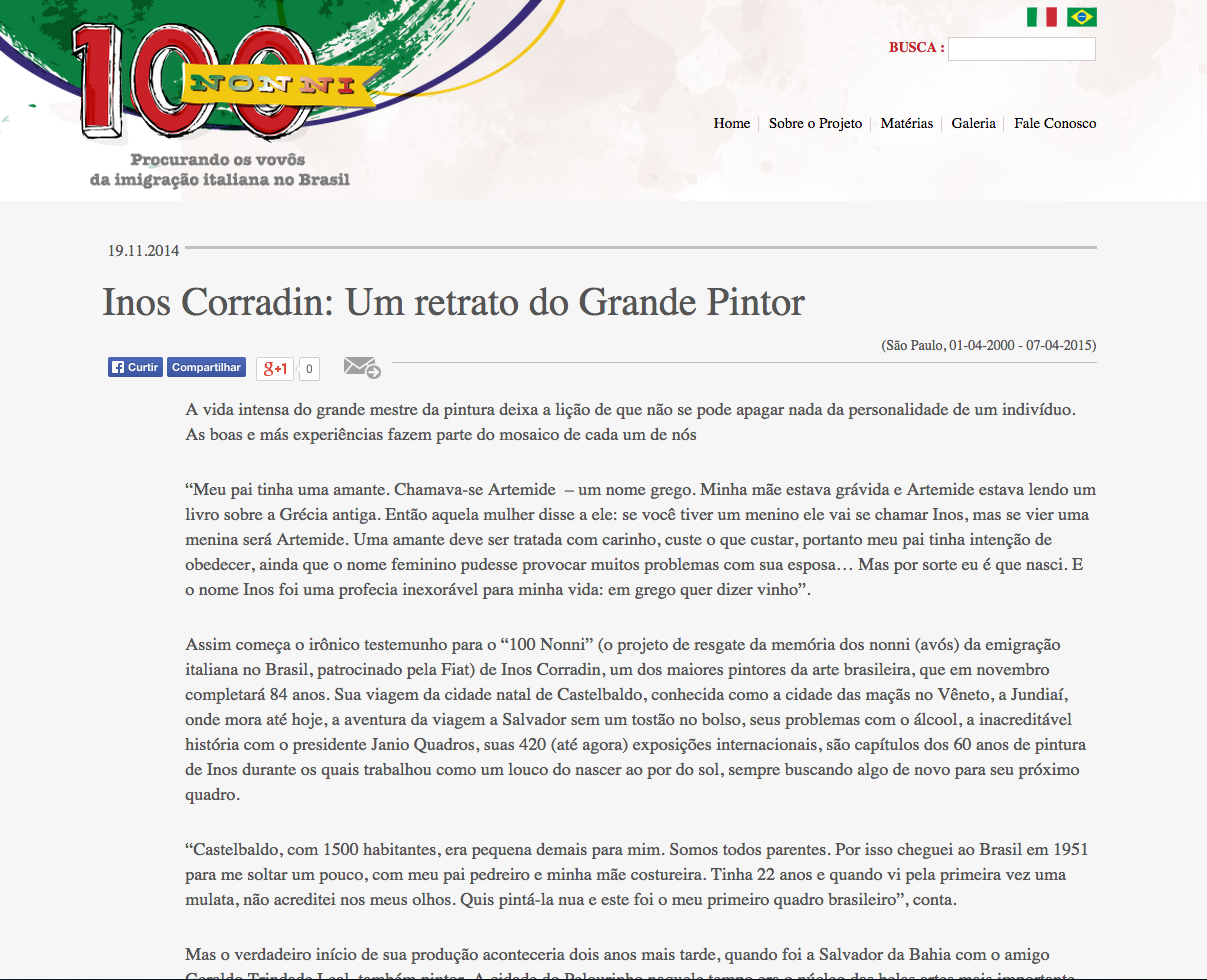 100
NONNI
Procurando os vovôs
da imigração italiana no Brasil
BUSCA :
Home Sobre o Projeto Matérias Galeria Fale Conosco
19.11.2014
Inos Corradin: Um retrato do Grande Pintor
(São Paulo, 01-04-2000 - 07-04-2015)
Curtir Compartilhar g+1 0
A vida intensa do grande mestre da pintura deixa a lição de que não se pode apagar nada da personalidade de um indivíduo.
As boas e más experiências fazem parte do mosaico de cada um de nós
“Meu pai tinha uma amante. Chamava-se Artemide – um nome grego. Minha mãe estava grávida e Artemide estava lendo um
livro sobre a Grécia antiga. Então aquela mulher disse a ele: se você tiver um menino ele vai se chamar Inos, mas se vier uma
menina será Artemide. Uma amante deve ser tratada com carinho, custe o que custar, portanto meu pai tinha intenção de
obedecer, ainda que o nome feminino pudesse provocar muitos problemas com sua esposa… Mas por sorte eu é que nasci. E
o nome Inos foi uma profecia inexorável para minha vida: em grego quer dizer vinho”.
Assim começa o irônico testemunho para o “100 Nonni” (o projeto de resgate da memória dos nonni (avós) da emigração
italiana no Brasil, patrocinado pela Fiat) de Inos Corradin, um dos maiores pintores da arte brasileira, que em novembro
completará 84 anos. Sua viagem da cidade natal de Castelbaldo, conhecida como a cidade das maçãs no Vêneto, a Jundiaí,
onde mora até hoje, a aventura da viagem a Salvador sem um tostão no bolso, seus problemas com o álcool, a inacreditável
história com o presidente Janio Quadros, suas 420 (até agora) exposições internacionais, são capítulos dos 60 anos de pintura
de Inos durante os quais trabalhou como um louco do nascer ao por do sol, sempre buscando algo de novo para seu próximo
quadro.
“Castelbaldo, com 1500 habitantes, era pequena demais para mim. Somos todos parentes. Por isso cheguei ao Brasil em 1951
para me soltar um pouco, com meu pai pedreiro e minha mãe costureira. Tinha 22 anos e quando vi pela primeira vez uma
mulata, não acreditei nos meus olhos. Quis pintá-la nua e este foi o meu primeiro quadro brasileiro”, conta.
Mas o verdadeiro início de sua produção aconteceria dois anos mais tarde, quando foi a Salvador da Bahia com o amigo
Geraldo Trindade Leal, também pintor. A cidade do Pelourinho naquele tempo era o núcleo das belas artes mais importante